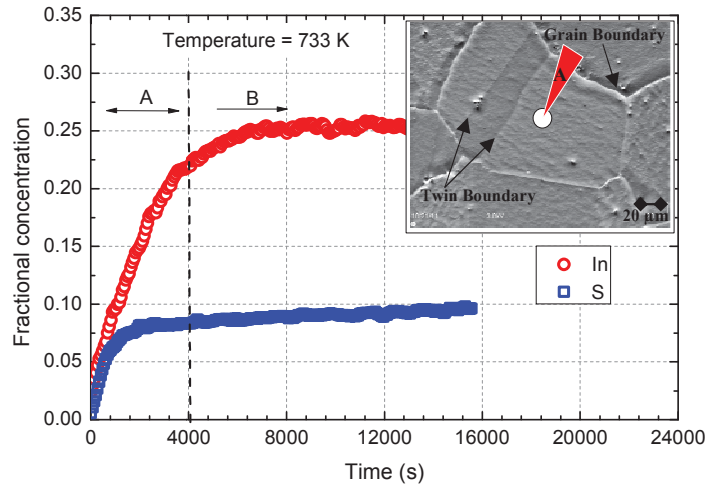 Temperature = 733 K
A
B
Grain Boundary
A
Twin Boundary
20 µm
In
S
0.35
0.30
0.25
0.20
0.15
0.10
0.05
0.00
Fractional concentration
0
4000
8000
12000
16000
20000
24000
Time (s)